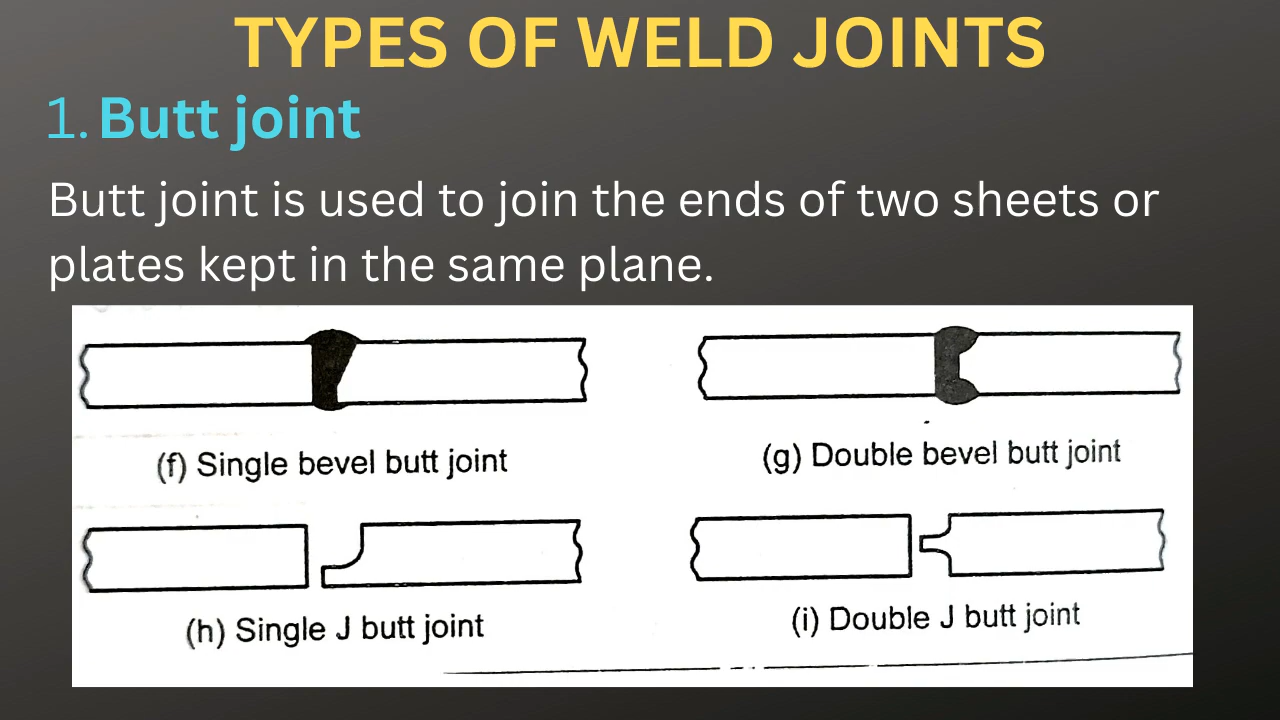 TYPES OF WELD JOINTS
1. Butt joint
Butt joint is used to join the ends of two sheets or
plates kept in the same plane.
(f) Single bevel butt joint
(g) Double bevel butt joint
(h) Single J butt joint
(i) Double J butt joint